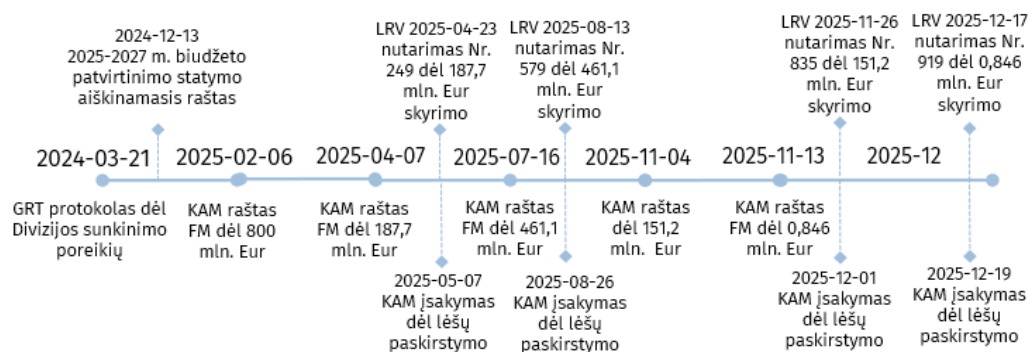 2024-12-13
2025-2027 m. biudžeto
patvirtinimo statymo
aiškinamasis raštas
LRV 2025-04-23
nutarimas Nr.
249 dėl 187,7
mln. Eur
skyrimo
LRV 2025-08-13
nutarimas Nr.
579 dėl 461,1
mln. Eur
skyrimo
LRV 2025-11-26
nutarimas Nr.
835 dėl 151,2
mln. Eur
skyrimo
LRV 2025-12-17
nutarimas Nr.
919 dėl 0,846
mln. Eur
skyrimo
2024-03-21
2025-02-06
2025-04-07
2025-07-16
2025-11-04
2025-11-13
2025-12
GRT protokolas dėl
Divizijos sunkinimo
poreikių
KAM raštas
FM dėl 800
mln. Eur
KAM raštas
FM dėl 187,7
mln. Eur
KAM raštas
FM dėl 461,1
mln. Eur
KAM raštas
dėl 151,2
mln. Eur
KAM raštas
FM dėl 0,846
mln. Eur
2025-05-07
KAM įsakymas
dėl lėšų
paskirstymo
2025-08-26
KAM įsakymas
dėl lėšų
paskirstymo
2025-12-01
KAM įsakymas
dėl lėšų
paskirstymo
2025-12-19
KAM įsakymas
dėl lėšų
paskirstymo